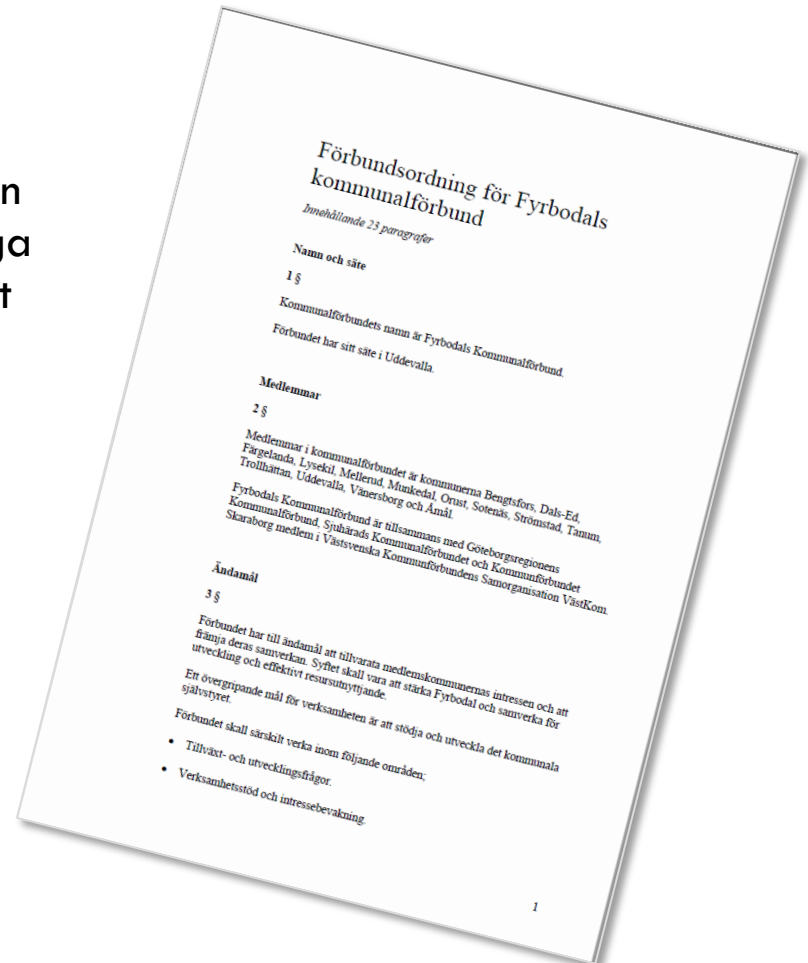 n
ga
t
Förbundsordning för Fyrbodals
kommunalförbund
Innehållande 23 paragrafer
Namn och säte
1 §
Kommunalförbundets namn är Fyrbodals Kommunalförbund.
Förbundet har sitt säte i Uddevalla.
Medlemmar
2 §
Medlemmar i kommunalförbundet är kommunerna Bengtsfors, Dals-Ed,
Färgelanda, Lysekil, Mellerud, Munkedal, Orust, Sotenäs, Strömstad, Tanum,
Trollhättan, Uddevalla, Vänersborg och Åmål.
Fyrbodals Kommunalförbund är tillsammans med Göteborgsregionens
Kommunalförbund, Sjuhärads Kommunalförbundet och Kommunförbundet
Skaraborg medlem i Västsvenska Kommunförbundens Samorganisation VästKom.
Ändamål
3 §
Förbundet har till ändamål att tillvarata medlemskommunernas intressen och att
främja deras samverkan. Syftet skall vara att stärka Fyrbodal och samverka för
utveckling och effektivt resursutnyttjande.
Ett övergripande mål för verksamheten är att stödja och utveckla det kommunala
självstyret.
Förbundet skall särskilt verka inom följande områden;
• Tillväxt- och utvecklingsfrågor.
• Verksamhetsstöd och intressebevakning.
1